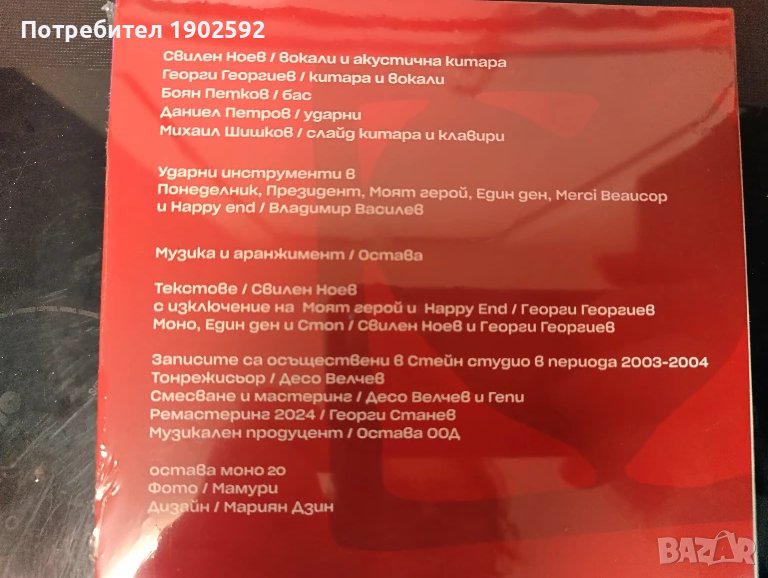 Потребител 1902592
Свилен Ноев / вокали и акустична китара
Георги Георгиев / китара и вокали
Боян Петков / бас
Даниел Петров / ударни
Михаил Шишков / слайд китара и клавири
Ударни инструменти в
Понеделник, Президент, Моят герой, Един ден, Merci Beaucop
и Happy end / Владимир Василев
Музика и аранжимент / Остава
Текстове / Свилен Ноев
с изключение на Моят герой и Happy End / Георги Георгиев
Моно, Един ден и Стоп / Свилен Ноев и Георги Георгиев
Записите са осъществени в Стейн студио в периода 2003-2004
Тонрежисьор / Десо Велчев
Смесване и мастеринг / Десо Велчев и Гепи
Ремастеринг 2024 / Георги Станев
Музикален продуцент / Остава ООД
остава моно 20
Фото / Мамури
Дизайн / Мариян Дзин
BAZAR